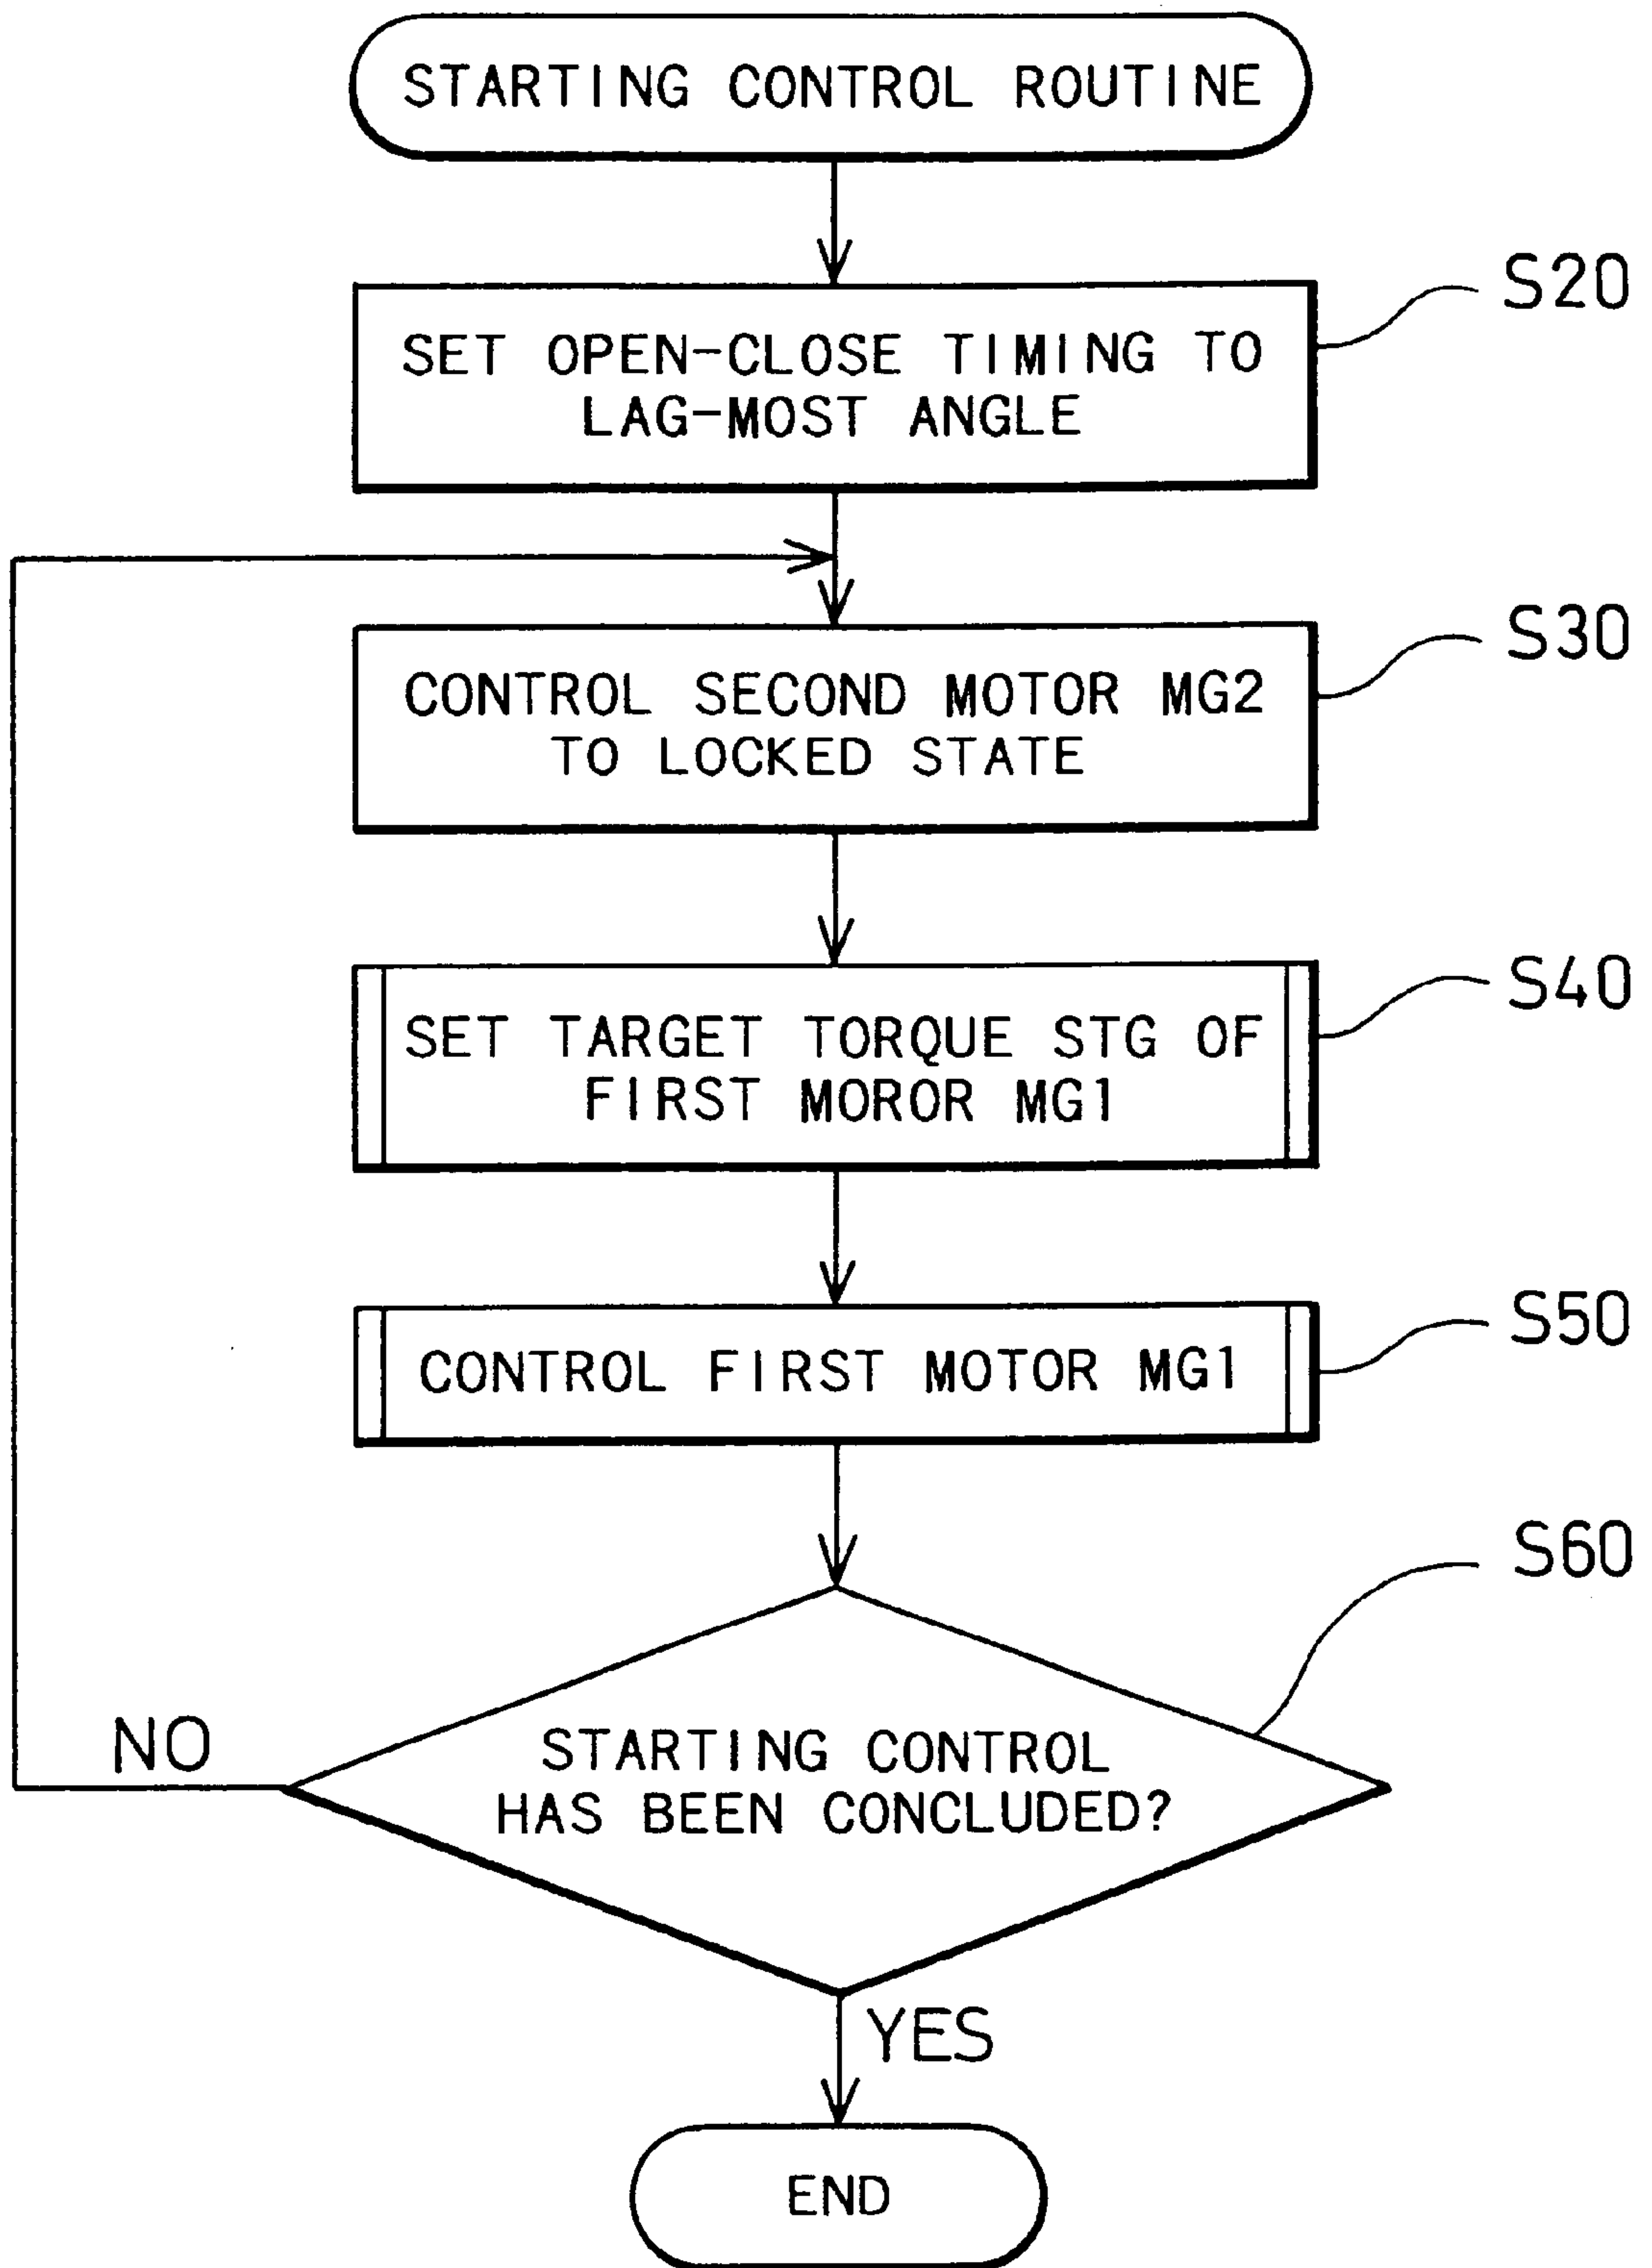 STARTING CONTROL ROUTINE
S20
SET OPEN-CLOSE TIMING TO
LAG-MOST ANGLE
S30
CONTROL SECOND MOTOR MG2
TO LOCKED STATE
S40
SET TARGET TORQUE STG OF
FIRST MOROR MG1
S50
CONTROL FIRST MOTOR MG1
S60
NO
STARTING CONTROL
HAS BEEN CONCLUDED?
YES
END